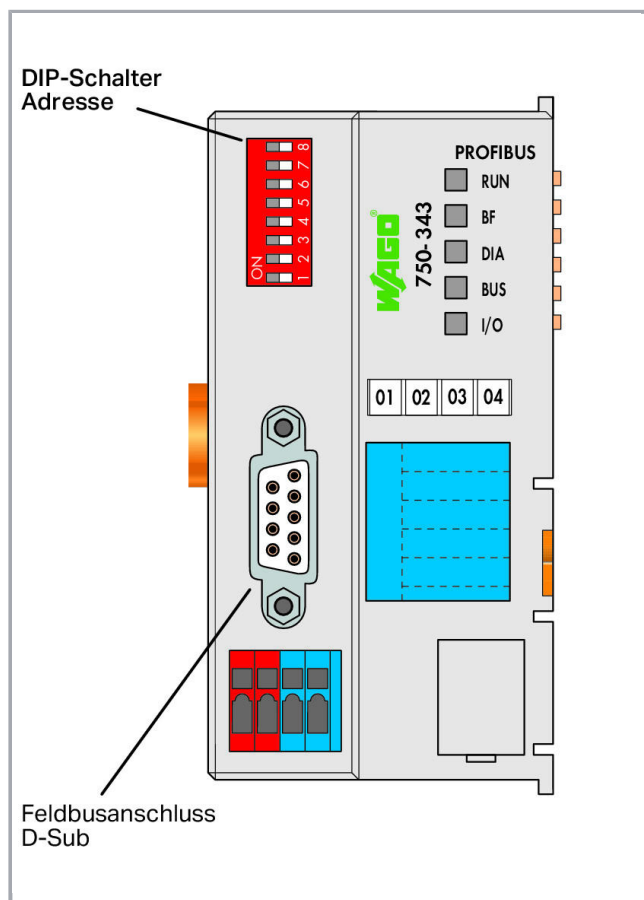 DIP-Schalter
Adresse
8
7
6
5
4
3
2
1
ON
PROFIBUS
RUN
BF
DIA
BUS
I/O
WAGO®
750-343
01 02 03 04
Feldbusanschluss
D-Sub